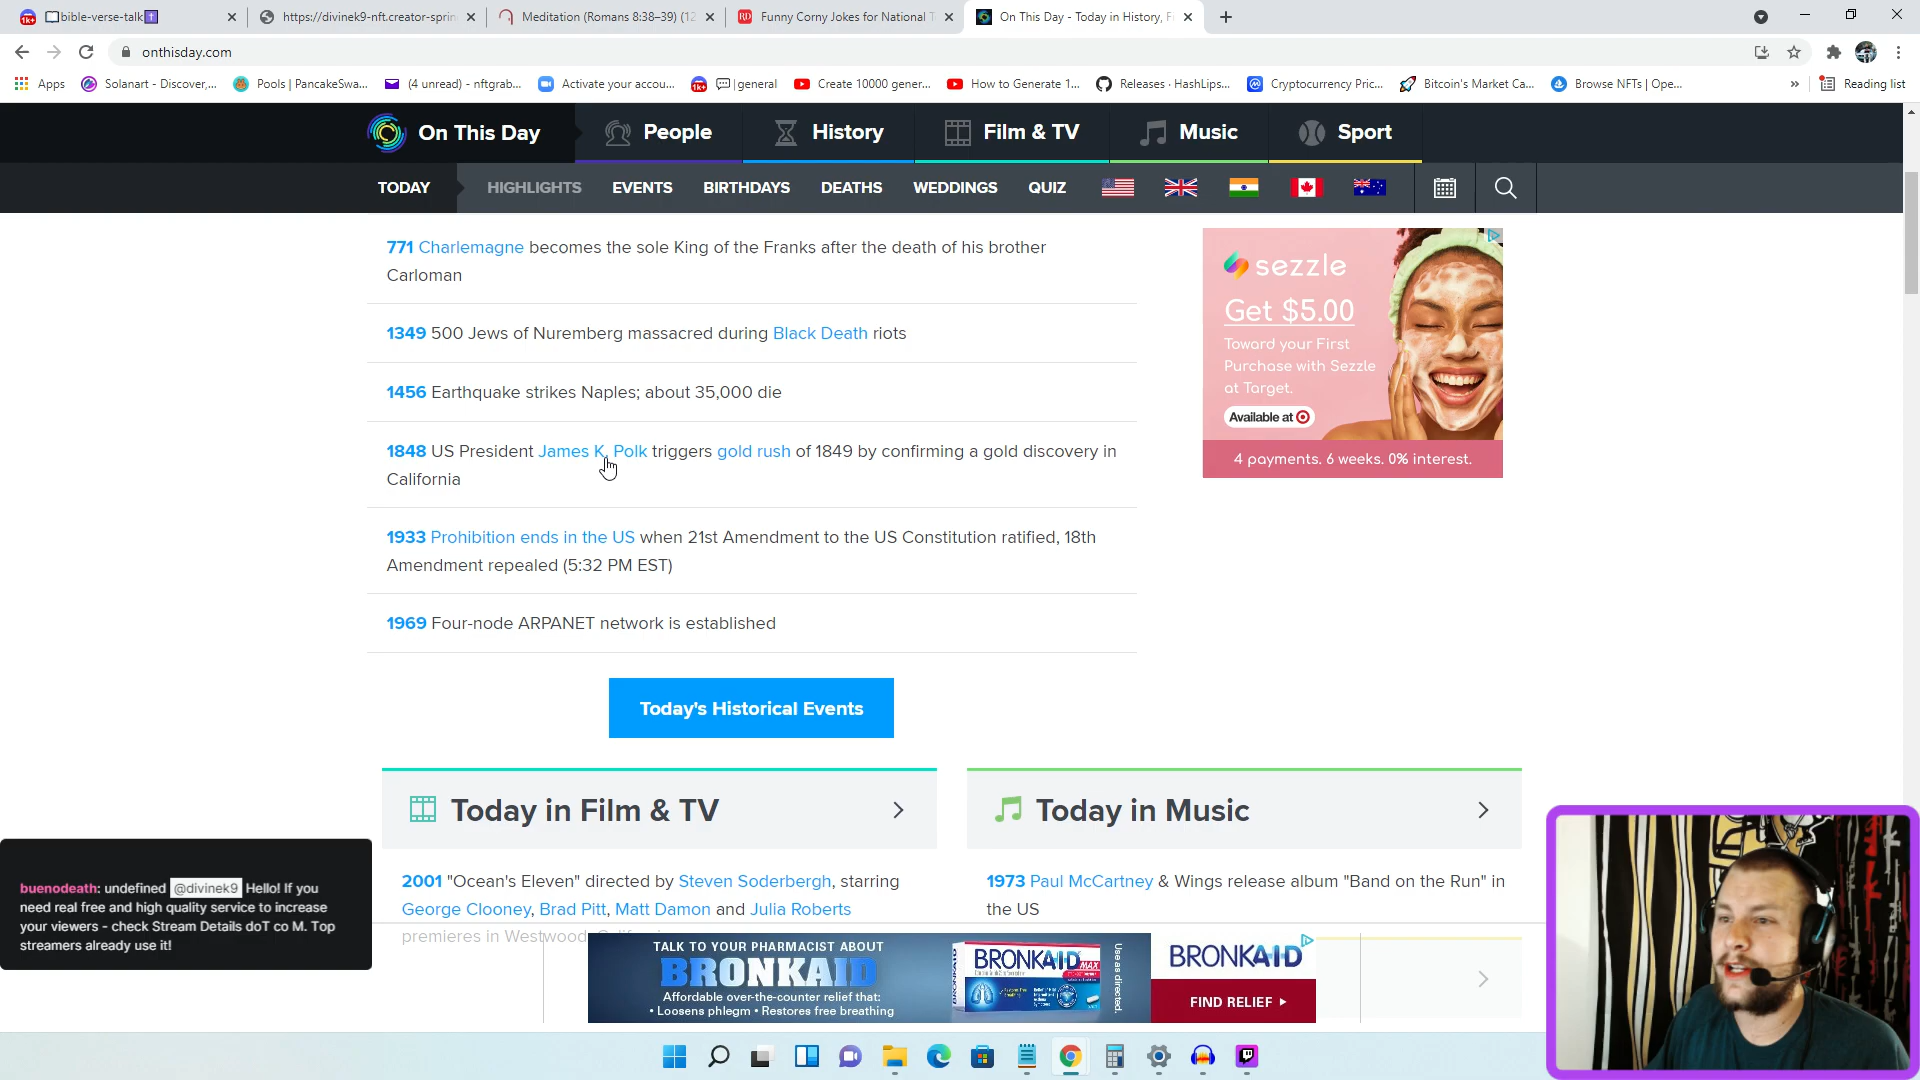 bible-verse-talk
https://divinek9-nft.creator-sprin
Meditation (Romans 8:38–39) (12
Funny Corny Jokes for National T
On This Day - Today in History, F
onthisday.com
Apps
Solanart - Discover,...
Pools | PancakeSwa...
(4 unread) - nftgrab...
Activate your accou...
|general
Create 10000 gener...
How to Generate 1...
Releases · HashLips...
Cryptocurrency Pric...
Bitcoin's Market Ca...
Browse NFTs | Ope...
»
Reading list
On This Day
People
History
Film & TV
Music
Sport
TODAY
HIGHLIGHTS
EVENTS
BIRTHDAYS
DEATHS
WEDDINGS
QUIZ
771 Charlemagne becomes the sole King of the Franks after the death of his brother
Carloman
1349 500 Jews of Nuremberg massacred during Black Death riots
1456 Earthquake strikes Naples; about 35,000 die
1848 US President James K. Polk triggers gold rush of 1849 by confirming a gold discovery in
California
1933 Prohibition ends in the US when 21st Amendment to the US Constitution ratified, 18th
Amendment repealed (5:32 PM EST)
1969 Four-node ARPANET network is established
Today's Historical Events
sezzle
Get $5.00
Toward your First
Purchase with Sezzle
at Target.
Available at
4 payments. 6 weeks. 0% interest.
Today in Film & TV
2001 "Ocean's Eleven" directed by Steven Soderbergh, starring
George Clooney, Brad Pitt, Matt Damon and Julia Roberts
premieres in Westwood,
Today in Music
1973 Paul McCartney & Wings release album "Band on the Run" in
the US
buenodeath: undefined @divinek9 Hello! If you
need real free and high quality service to increase
your viewers - check Stream Details doT co M. Top
streamers already use it!
TALK TO YOUR PHARMACIST ABOUT
BRONKAID
Affordable over-the-counter relief that:
• Loosens phlegm • Restores free breathing
BRONKAID MAX
Use as directed.
BRONKAID
FIND RELIEF